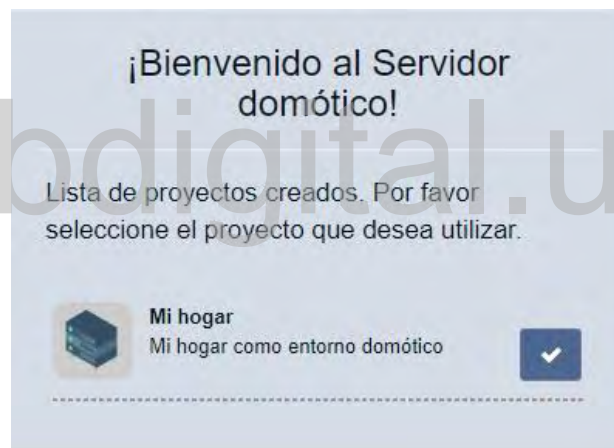 ¡Bienvenido al Servidor
domótico!
bdigital.u
Lista de proyectos creados. Por favor
seleccione el proyecto que desea utilizar.
Mi hogar
Mi hogar como entorno domótico